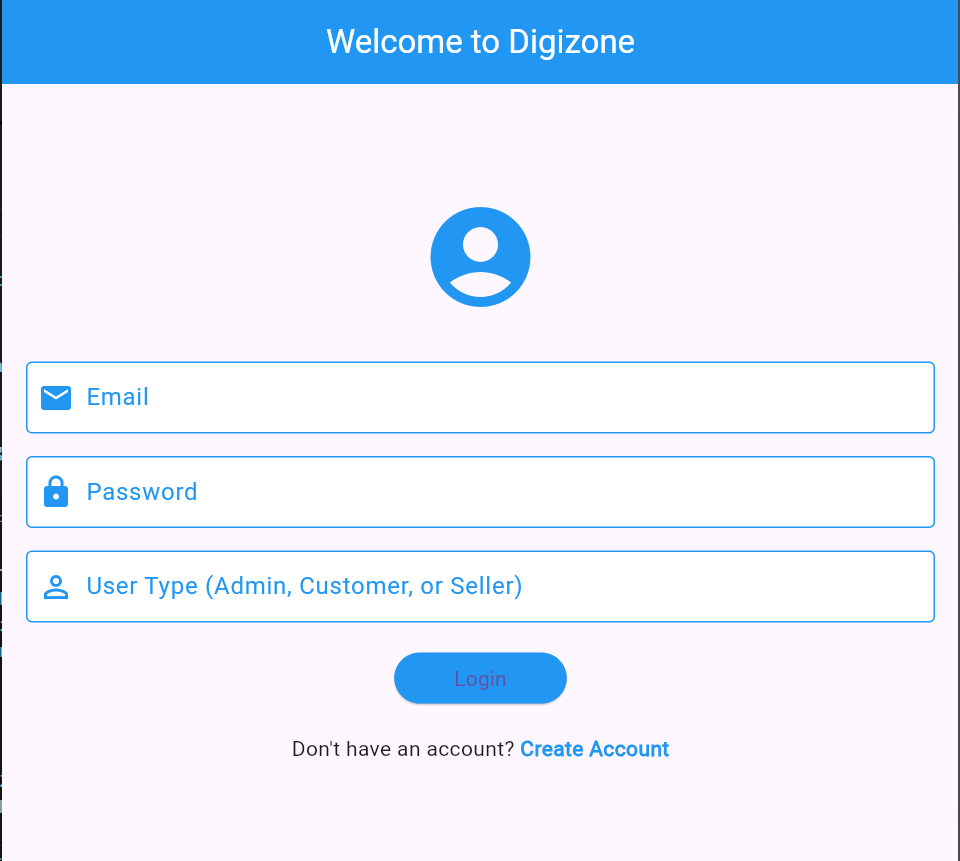 Welcome to Digizone
Email
Password
User Type (Admin, Customer, or Seller)
Login
Don't have an account? Create Account